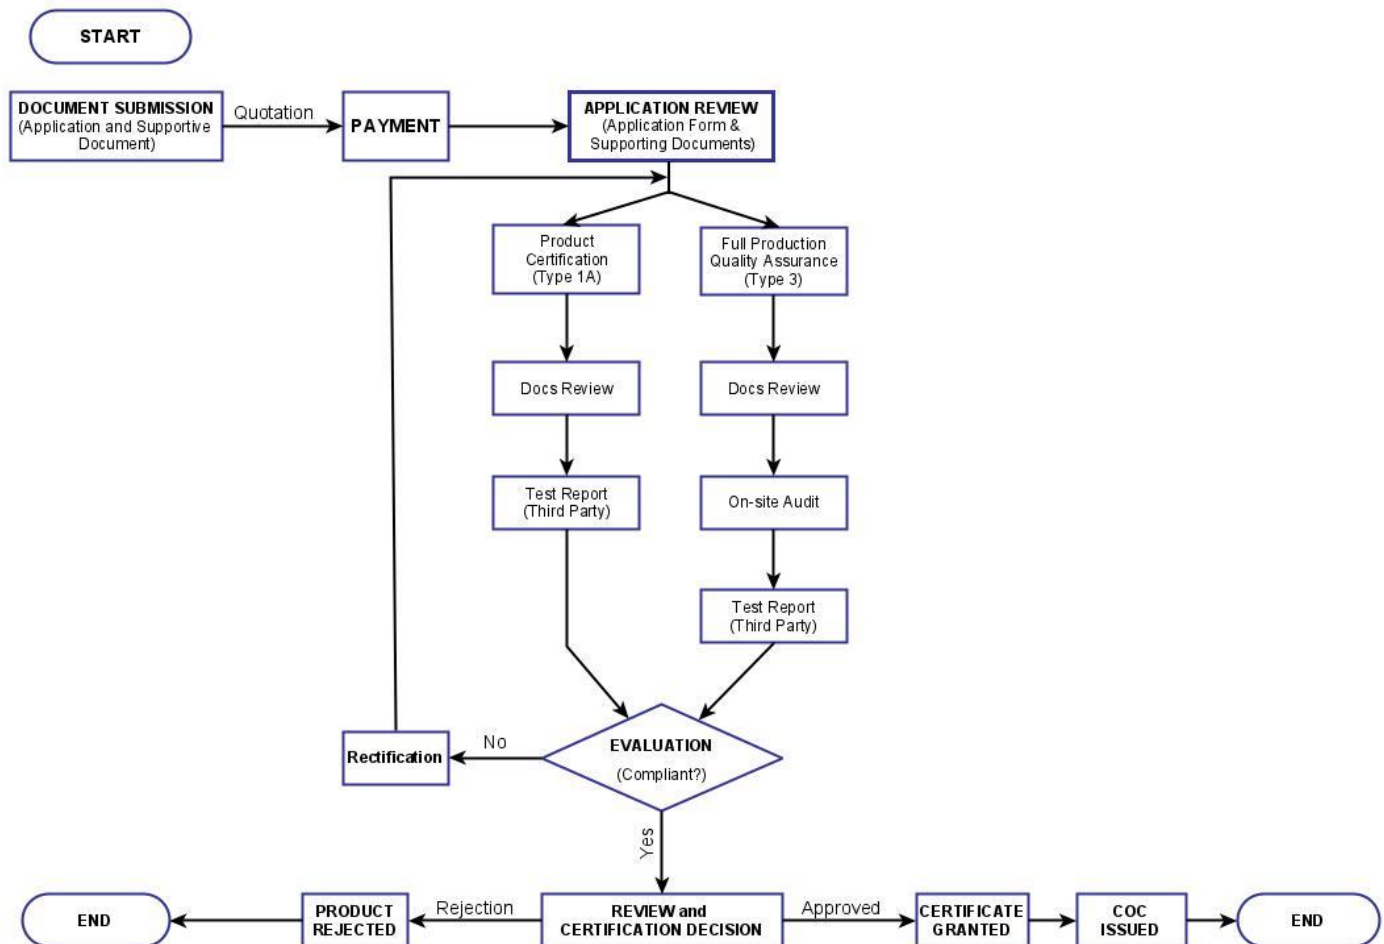 START
DOCUMENT SUBMISSION
(Application and Supportive
Document)
Quotation
PAYMENT
APPLICATION REVIEW
(Application Form &
Supporting Documents)
Product
Certification
(Type 1A)
Full Production
Quality Assurance
(Type 3)
Docs Review
Docs Review
Test Report
(Third Party)
On-site Audit
Test Report
(Third Party)
EVALUATION
(Compliant?)
No
Rectification
Yes
END
PRODUCT
REJECTED
Rejection
REVIEW and
CERTIFICATION DECISION
Approved
CERTIFICATE
GRANTED
COC
ISSUED
END